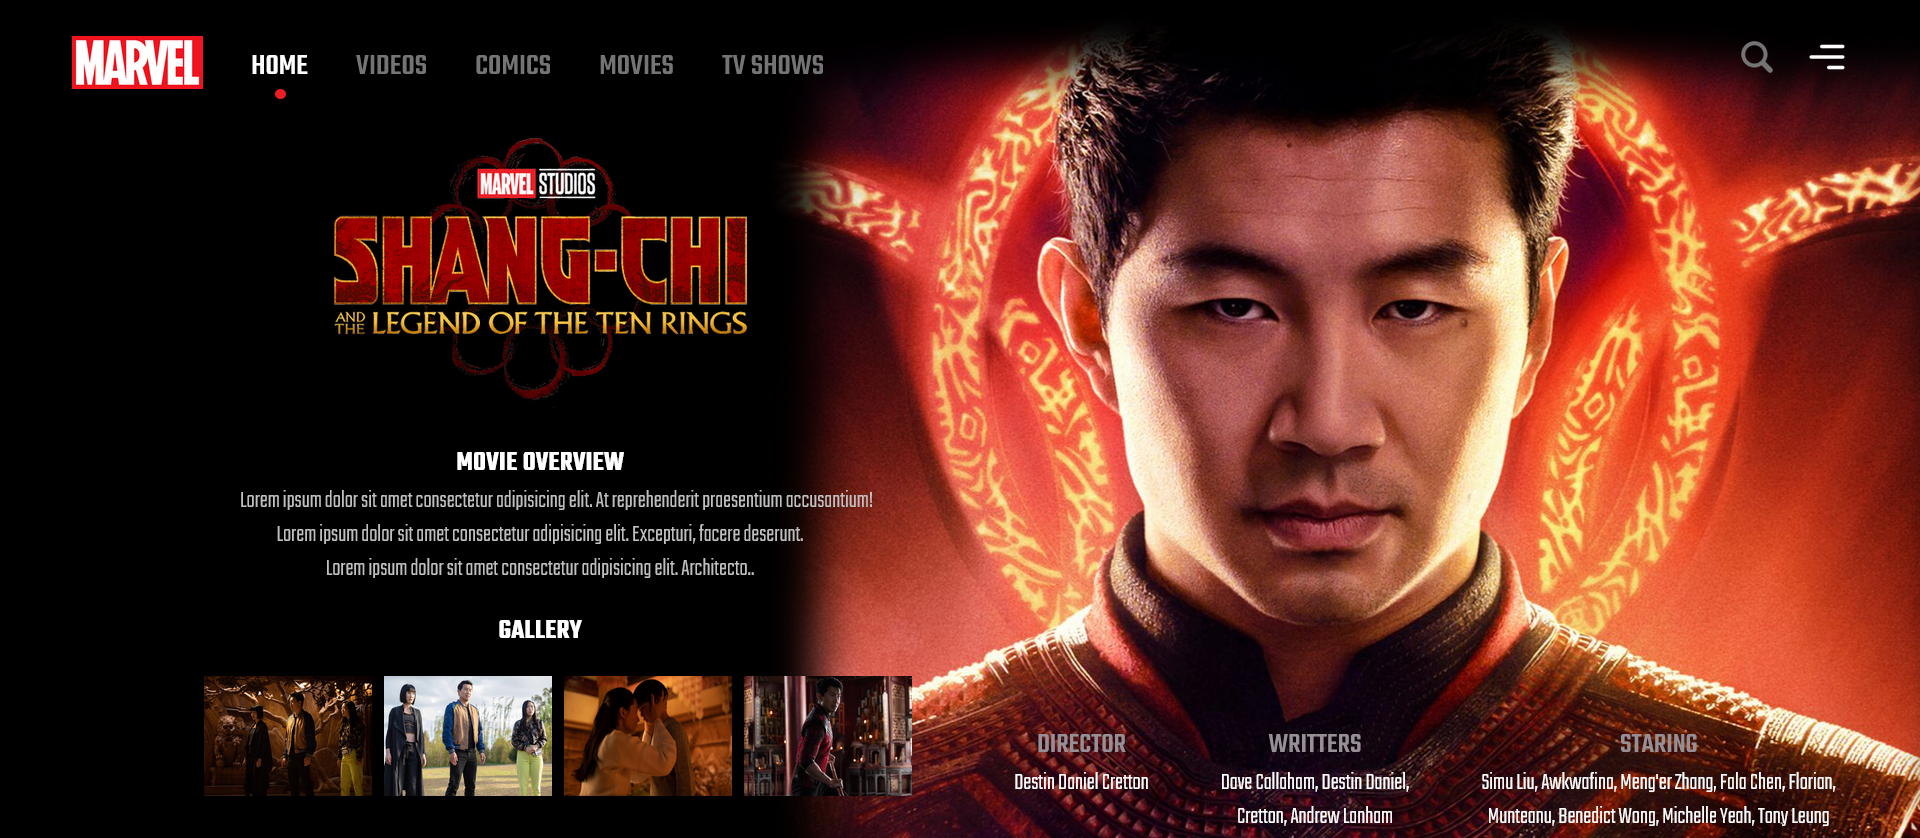 MARVEL
HOME VIDEOS COMICS MOVIES TV SHOWS
MARVEL STUDIOS
SHANG-CHI
AND THE LEGEND OF THE TEN RINGS
MOVIE OVERVIEW
Lorem ipsum dolor sit amet consectetur adipisicing elit. At reprehenderit praesentium accusantium!
Lorem ipsum dolor sit amet consectetur adipisicing elit. Excepturi, facere deserunt.
Lorem ipsum dolor sit amet consectetur adipisicing elit. Architecto..
GALLERY
DIRECTOR
Destin Daniel Cretton
WRITTERS
Dave Callaham, Destin Daniel,
Cretton, Andrew Lanham
STARING
Simu Liu, Awkwafina, Meng'er Zhang, Fala Chen, Florian,
Munteanu, Benedict Wong, Michelle Yeah, Tony Leung